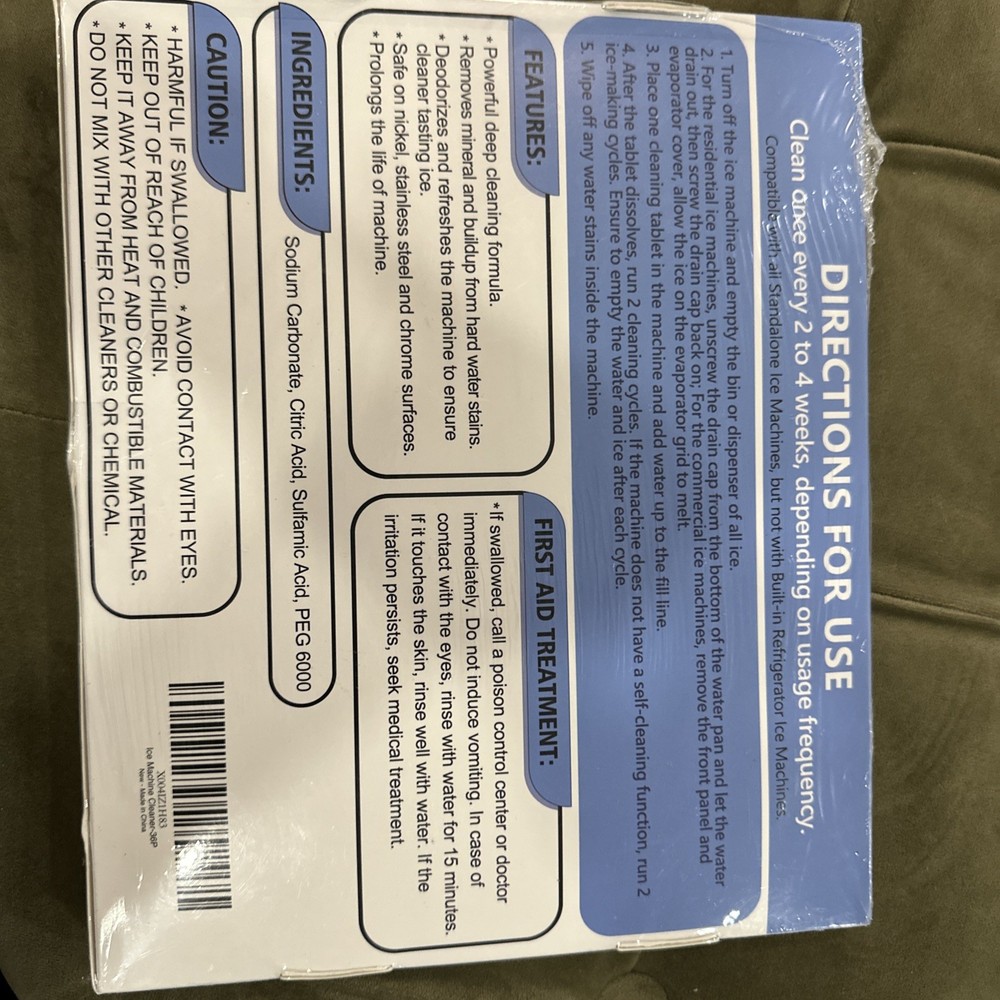 DIRECTIONS FOR USE
Clean once every 2 to 4 weeks, depending on usage frequency.
Compatible with all Standalone Ice Machines, but not with Built-in Refrigerator Ice Machines.
1. Turn off the ice machine and empty the bin or dispenser of all ice.
2. For the residential ice machines, unscrew the drain cap from the bottom of the water pan and let the water
drain out, then screw the drain cap back on; For the commercial ice machines, remove the front panel and
evaporator cover, allow the ice on the evaporator grid to melt.
3. Place one cleaning tablet in the machine and add water up to the fill line.
4. After the tablet dissolves, run 2 cleaning cycles. If the machine does not have a self-cleaning function, run 2
ice-making cycles. Ensure to empty the water and ice after each cycle.
5. Wipe off any water stains inside the machine.
FEATURES:
* Powerful deep cleaning formula.
* Removes mineral and buildup from hard water stains.
* Deodorizes and refreshes the machine to ensure
cleaner tasting ice.
* Safe on nickel, stainless steel and chrome surfaces.
* Prolongs the life of machine.
FIRST AID TREATMENT:
* If swallowed, call a poison control center or doctor
immediately. Do not induce vomiting. In case of
contact with the eyes, rinse with water for 15 minutes.
If it touches the skin, rinse well with water. If the
irritation persists, seek medical treatment.
INGREDIENTS:
Sodium Carbonate, Citric Acid, Sulfamic Acid, PEG 6000
CAUTION:
* HARMFUL IF SWALLOWED. * AVOID CONTACT WITH EYES.
* KEEP OUT OF REACH OF CHILDREN.
* KEEP IT AWAY FROM HEAT AND COMBUSTIBLE MATERIALS.
* DO NOT MIX WITH OTHER CLEANERS OR CHEMICAL.
X004IZ1H83
Ice Machine Cleaner-36P
New - Made in China